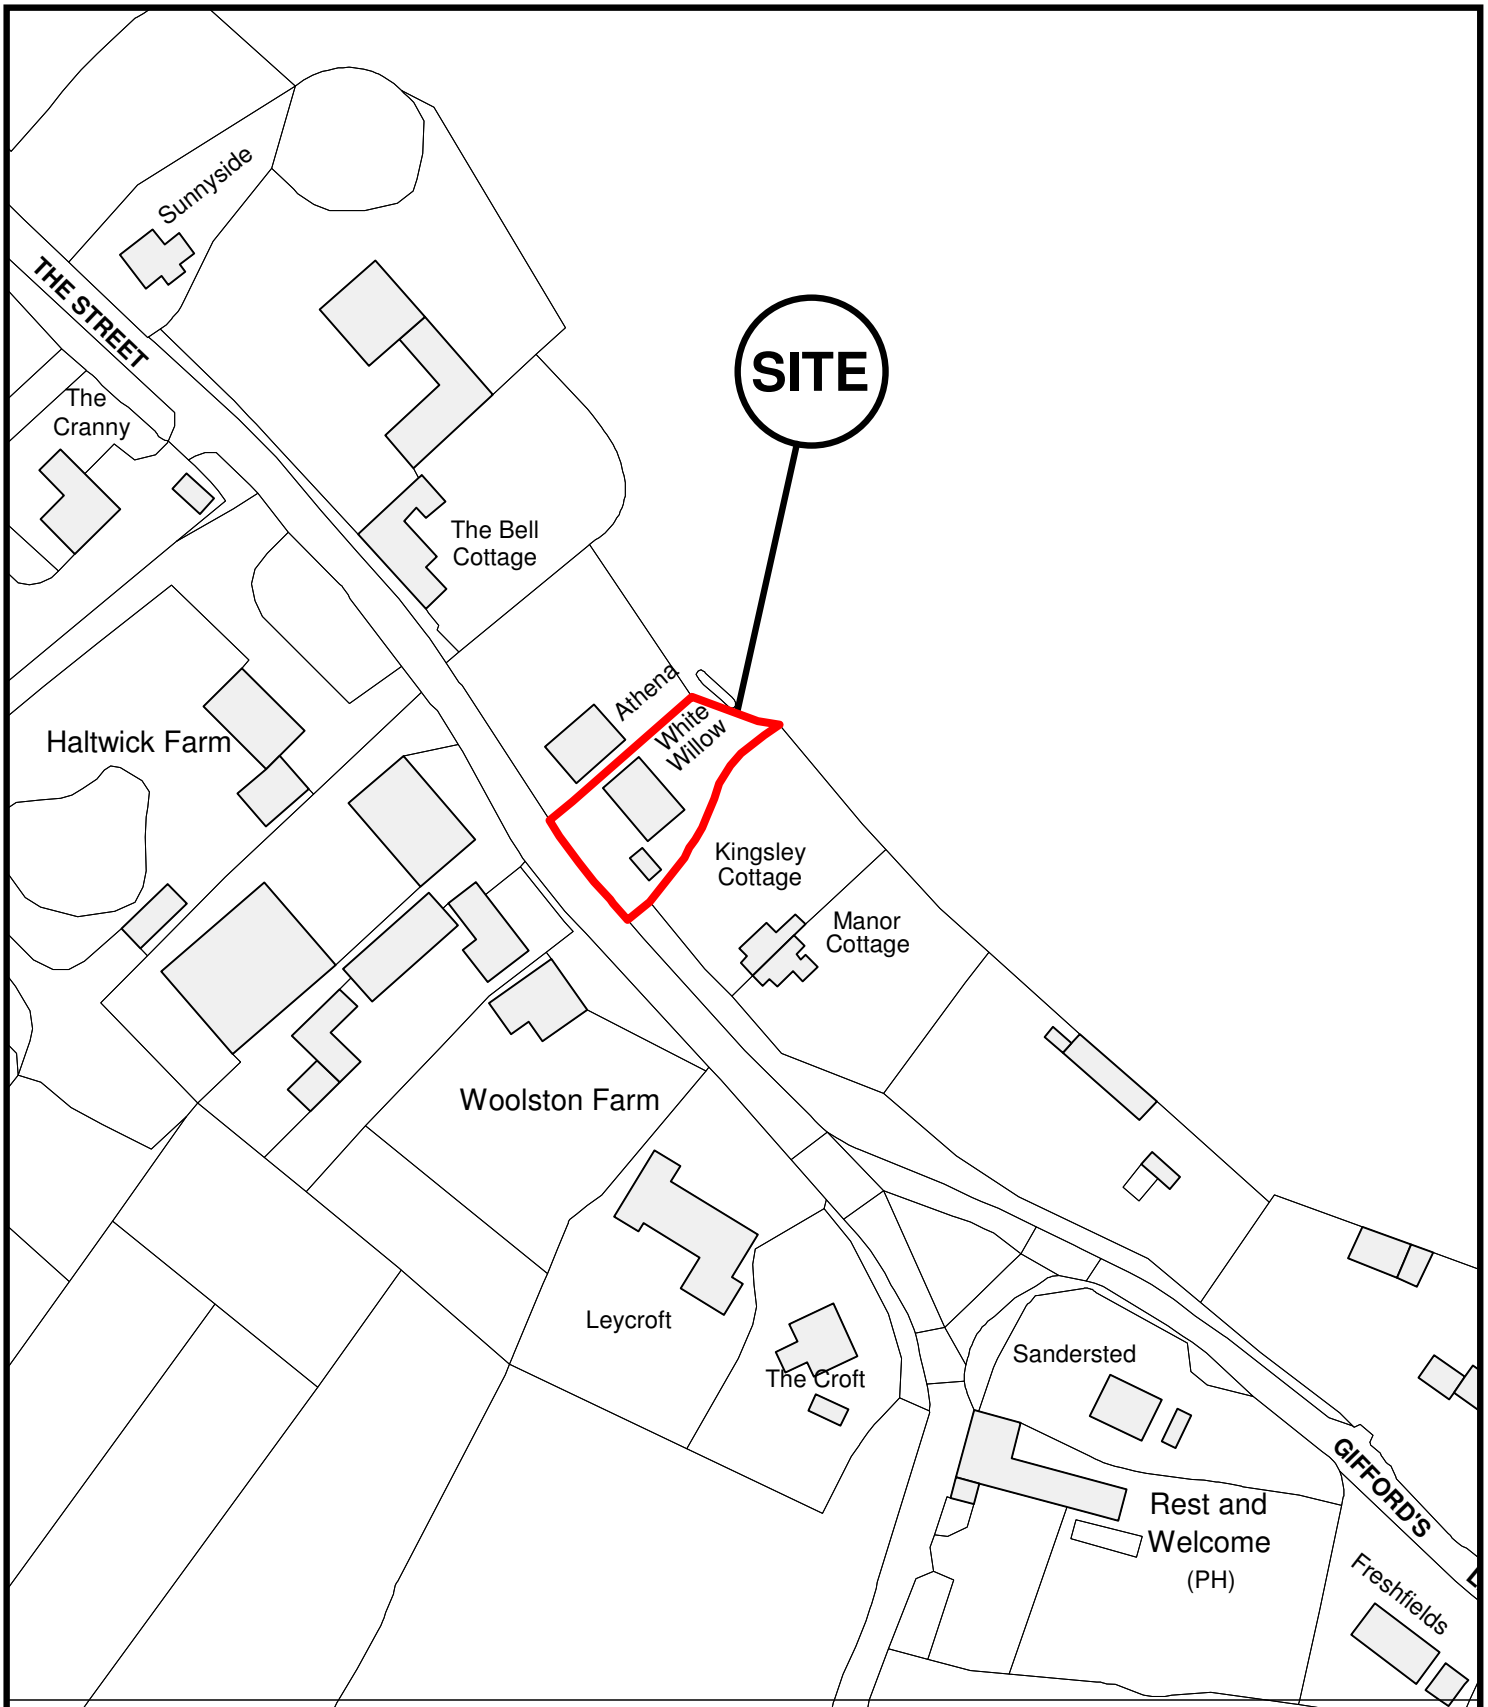 Sunnyside
THE STREET
The
Cranny
SITE
The Bell
Cottage
Athena
White
Willow
Haltwick Farm
Kingsley
Cottage
Manor
Cottage
Woolston Farm
Leycroft
The Croft
Sandersted
GIFFORD'S
Rest and
Welcome
(PH)
Freshfields